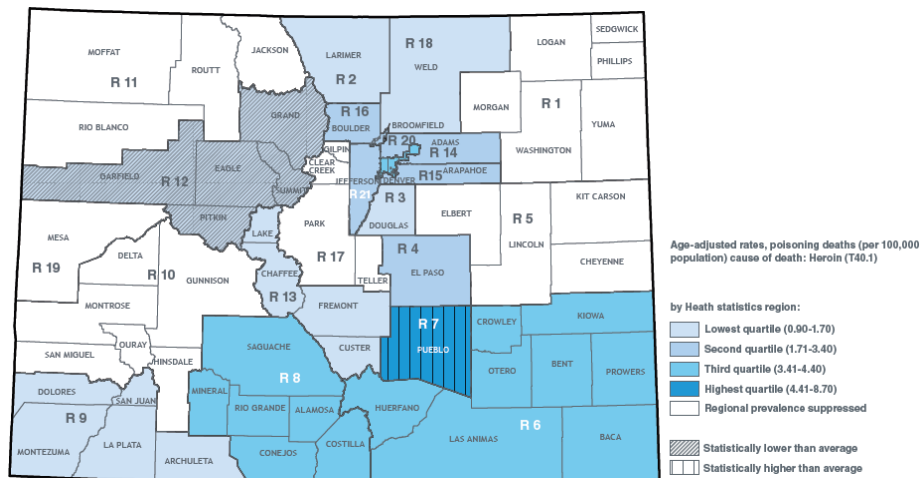 SEDGWICK
LOGAN
JACKSON
R 18
MOFFAT
LARIMER
PHILLIPS
WELD
ROUTT
R 11
R 2
R 16
MORGAN
R 1
GRAND
RIO BLANCO
BOULDER
BROOMFIELD
YUMA
R 20
ADAMS
GILPIN
R 14
WASHINGTON
CLEAR
CREEK
EAGLE
ARAPAHOE
GARFIELD
R 12
JEFFERSON
DENVER
R15
SUMMIT
R 21
R 3
KIT CARSON
PITKIN
ELBERT
R 5
PARK
DOUGLAS
LAKE
MESA
LINCOLN
R 4
DELTA
R 17
CHEYENNE
R 19
R 10
CHAFFEE
EL PASO
GUNNISON
TELLER
R 13
MONTROSE
FREMONT
KIOWA
R 7
CROWLEY
OURAY
SAGUACHE
CUSTER
PUEBLO
SAN MIGUEL
HINSDALE
BENT
PROWERS
OTERO
R 8
DOLORES
MINERAL
SAN JUAN
RIO GRANDE
ALAMOSA
HUERFANO
R 9
R 6
LAS ANIMAS
BACA
LA PLATA
COSTILLA
MONTEZUMA
CONEJOS
ARCHULETA
Age-adjusted rates, poisoning deaths (per 100,000
population) cause of death: Heroin (T40.1)
by Heath statistics region:
Lowest quartile (0.90-1.70)
Second quartile (1.71-3.40)
Third quartile (3.41-4.40)
Highest quartile (4.41-8.70)
Regional prevalence suppressed
Statistically lower than average
Statistically higher than average